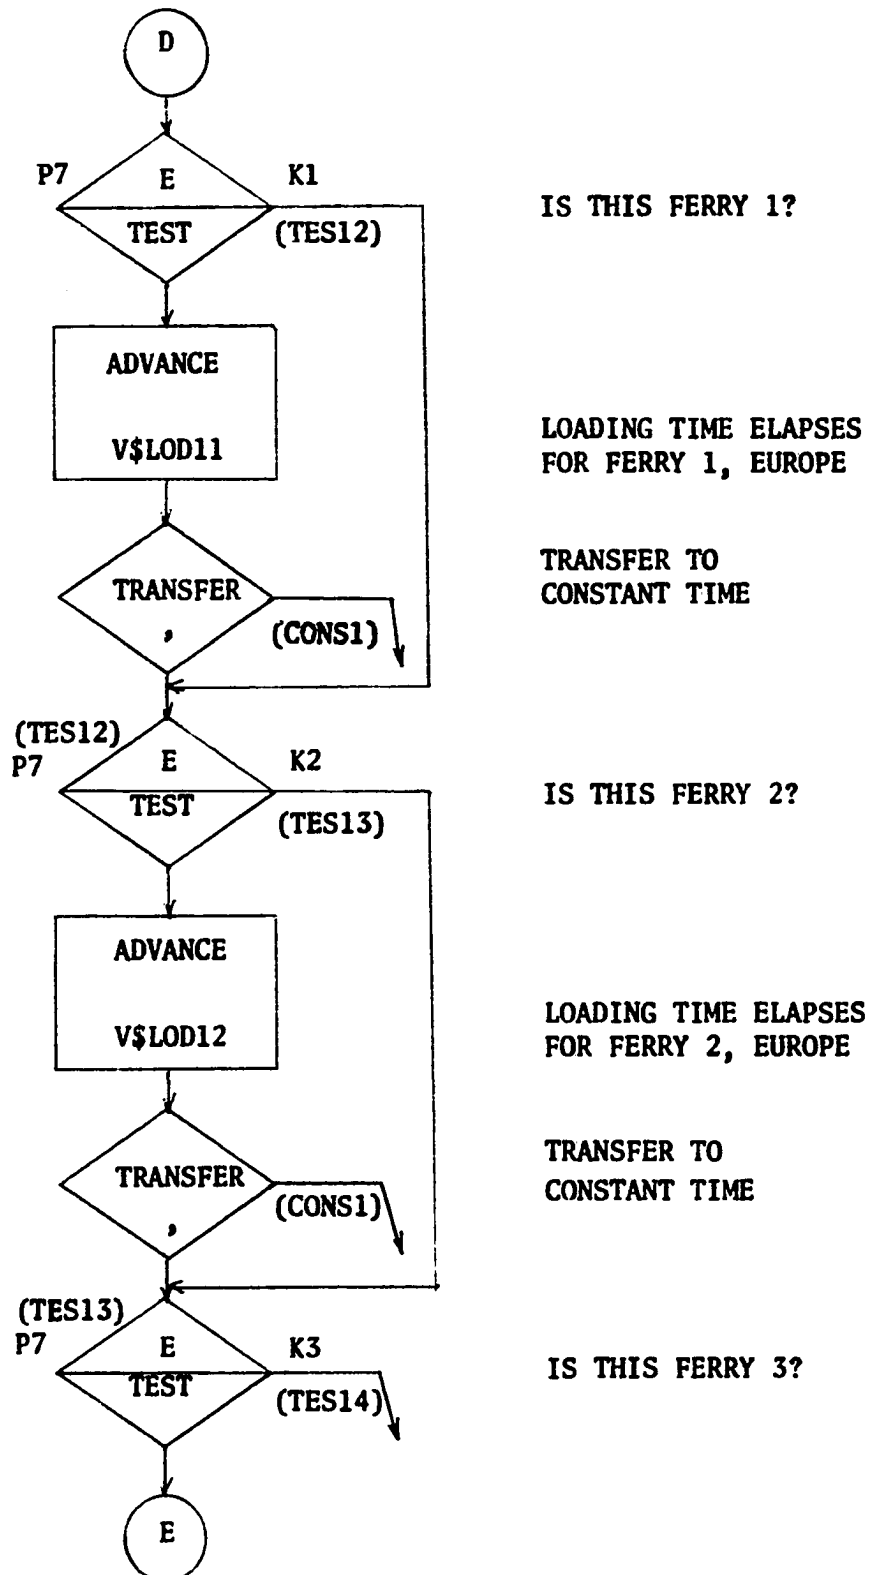 D
P7 E K1
TEST (TES12)
IS THIS FERRY 1?
ADVANCE
V$LOD11
LOADING TIME ELAPSES
FOR FERRY 1, EUROPE
TRANSFER
,
(CONS1)
TRANSFER TO
CONSTANT TIME
(TES12)
P7 E K2
TEST (TES13)
IS THIS FERRY 2?
ADVANCE
V$LOD12
LOADING TIME ELAPSES
FOR FERRY 2, EUROPE
TRANSFER
,
(CONS1)
TRANSFER TO
CONSTANT TIME
(TES13)
P7 E K3
TEST (TES14)
IS THIS FERRY 3?
E